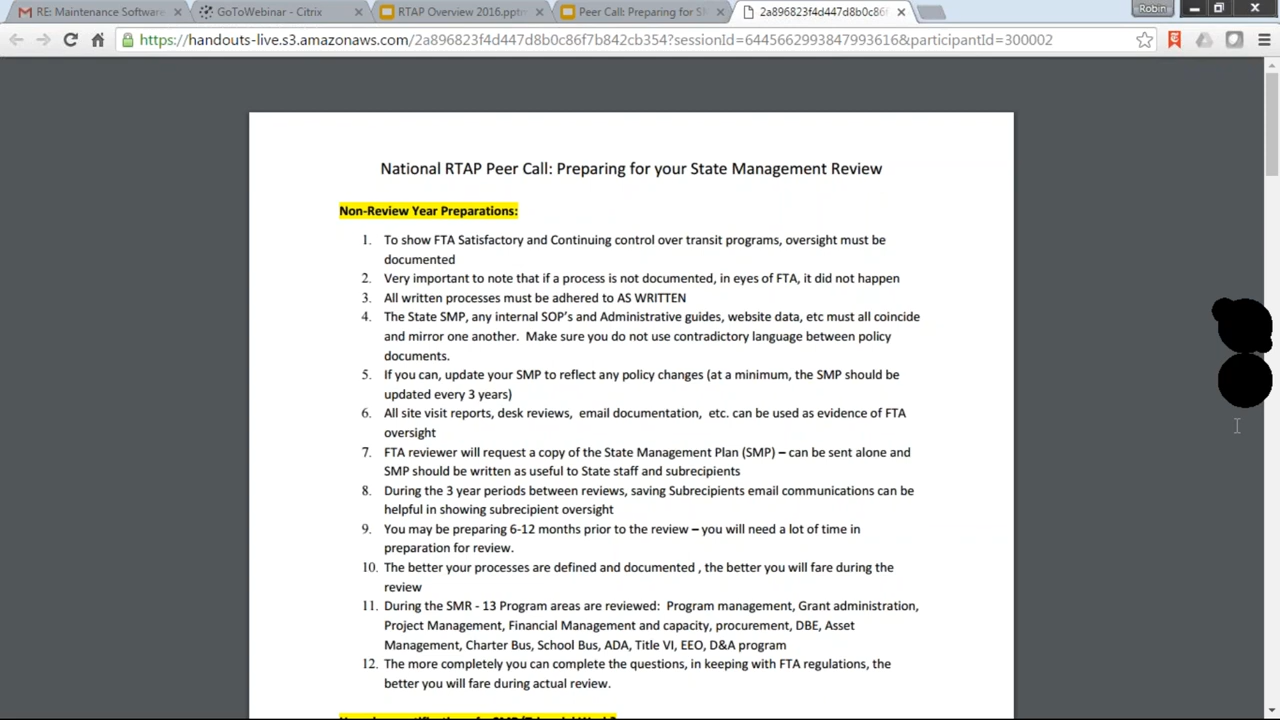 RE: Maintenance Software
GoToWebinar - Citrix
RTAP Overview 2016.pptm
Peer Call: Preparing for S
2a896823f4d447d8b0c86f
Robin
https://handouts-live.s3.amazonaws.com/2a896823f4d447d8b0c86f7b842cb354?sessionId=6445662993847993616&participantId=300002
National RTAP Peer Call: Preparing for your State Management Review
Non-Review Year Preparations:
1. To show FTA Satisfactory and Continuing control over transit programs, oversight must be
documented
2. Very important to note that if a process is not documented, in eyes of FTA, it did not happen
3. All written processes must be adhered to AS WRITTEN
4. The State SMP, any internal SOP's and Administrative guides, website data, etc must all coincide
and mirror one another. Make sure you do not use contradictory language between policy
documents.
5. If you can, update your SMP to reflect any policy changes (at a minimum, the SMP should be
updated every 3 years)
6. All site visit reports, desk reviews, email documentation, etc. can be used as evidence of FTA
oversight
7. FTA reviewer will request a copy of the State Management Plan (SMP) – can be sent alone and
SMP should be written as useful to State staff and subrecipients
8. During the 3 year periods between reviews, saving Subrecipients email communications can be
helpful in showing subrecipient oversight
9. You may be preparing 6-12 months prior to the review – you will need a lot of time in
preparation for review.
10. The better your processes are defined and documented , the better you will fare during the
review
11. During the SMR - 13 Program areas are reviewed: Program management, Grant administration,
Project Management, Financial Management and capacity, procurement, DBE, Asset
Management, Charter Bus, School Bus, ADA, Title VI, EEO, D&A program
12. The more completely you can complete the questions, in keeping with FTA regulations, the
better you will fare during actual review.